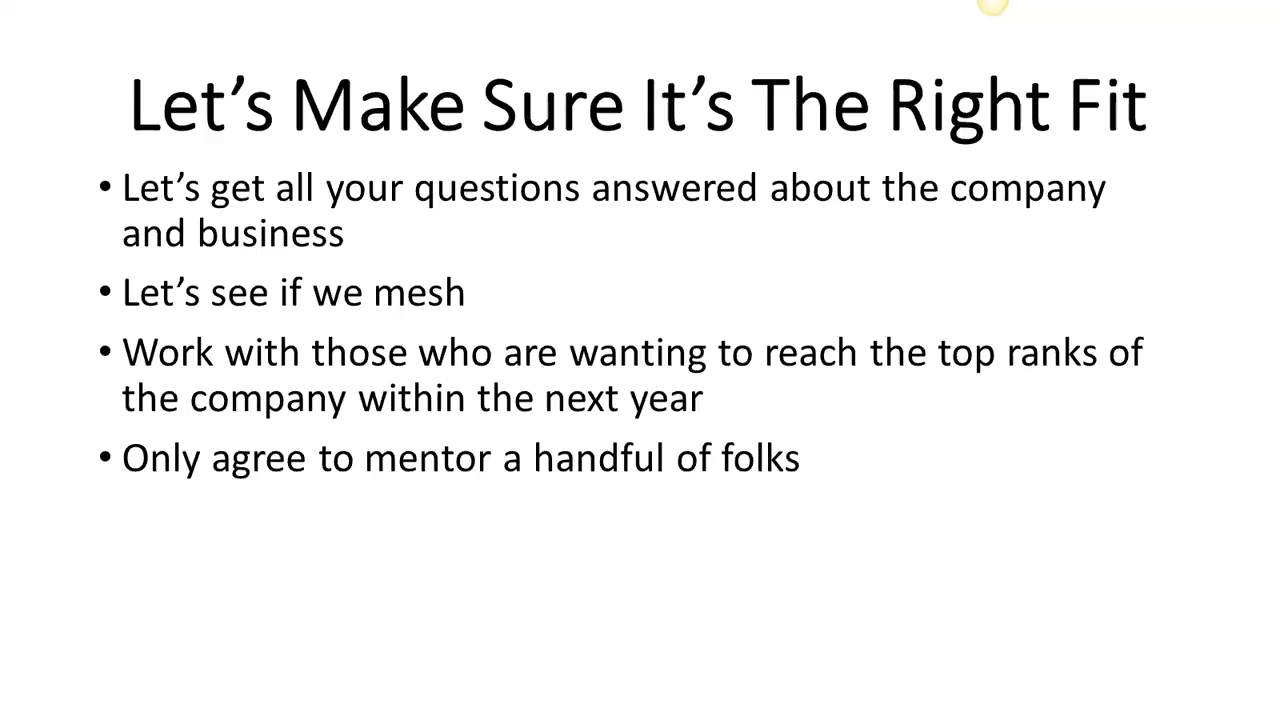 Let’s Make Sure It’s The Right Fit
• Let’s get all your questions answered about the company
and business
• Let’s see if we mesh
• Work with those who are wanting to reach the top ranks of
the company within the next year
• Only agree to mentor a handful of folks